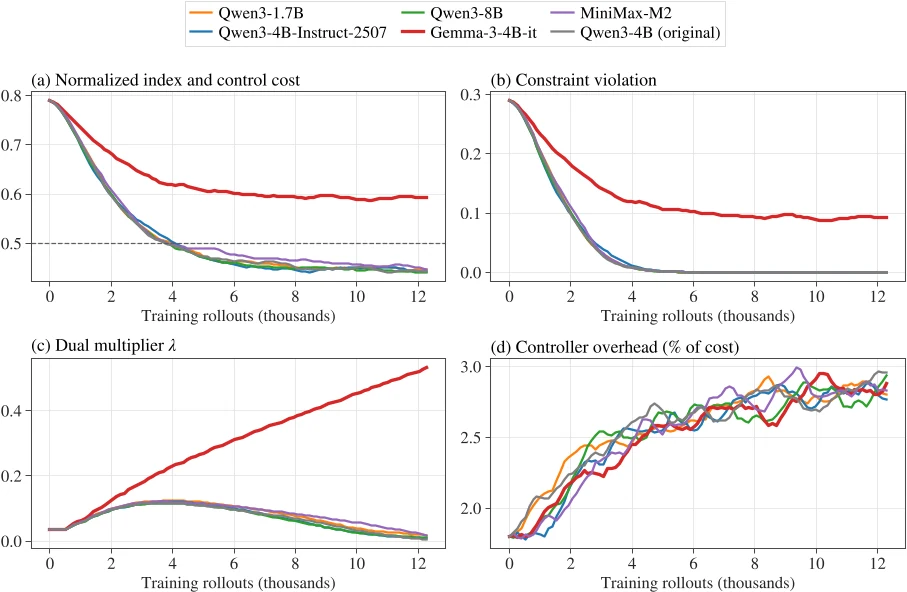 Qwen3-1.7B Qwen3-8B MiniMax-M2
Qwen3-4B-Instruct-2507 Gemma-3-4B-it Qwen3-4B (original)
(a) Normalized index and control cost
0.8
0.7
0.6
0.5
0 2 4 6 8 10 12
Training rollouts (thousands)
(b) Constraint violation
0.3
0.2
0.1
0.0
0 2 4 6 8 10 12
Training rollouts (thousands)
(c) Dual multiplier λ
0.4
0.2
0.0
0 2 4 6 8 10 12
Training rollouts (thousands)
(d) Controller overhead (% of cost)
3.0
2.5
2.0
0 2 4 6 8 10 12
Training rollouts (thousands)